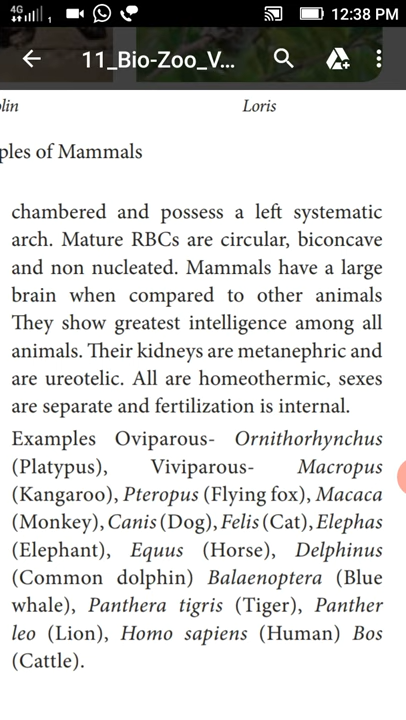 4G 1 12:38 PM
11_Bio-Zoo_V...
lin Loris
ples of Mammals
chambered and possess a left systematic
arch. Mature RBCs are circular, biconcave
and non nucleated. Mammals have a large
brain when compared to other animals
They show greatest intelligence among all
animals. Their kidneys are metanephric and
are ureotelic. All are homeothermic, sexes
are separate and fertilization is internal.
Examples Oviparous- Ornithorhynchus
(Platypus), Viviparous- Macropus
(Kangaroo), Pteropus (Flying fox), Macaca
(Monkey), Canis (Dog), Felis (Cat), Elephas
(Elephant), Equus (Horse), Delphinus
(Common dolphin) Balaenoptera (Blue
whale), Panthera tigris (Tiger), Panther
leo (Lion), Homo sapiens (Human) Bos
(Cattle).